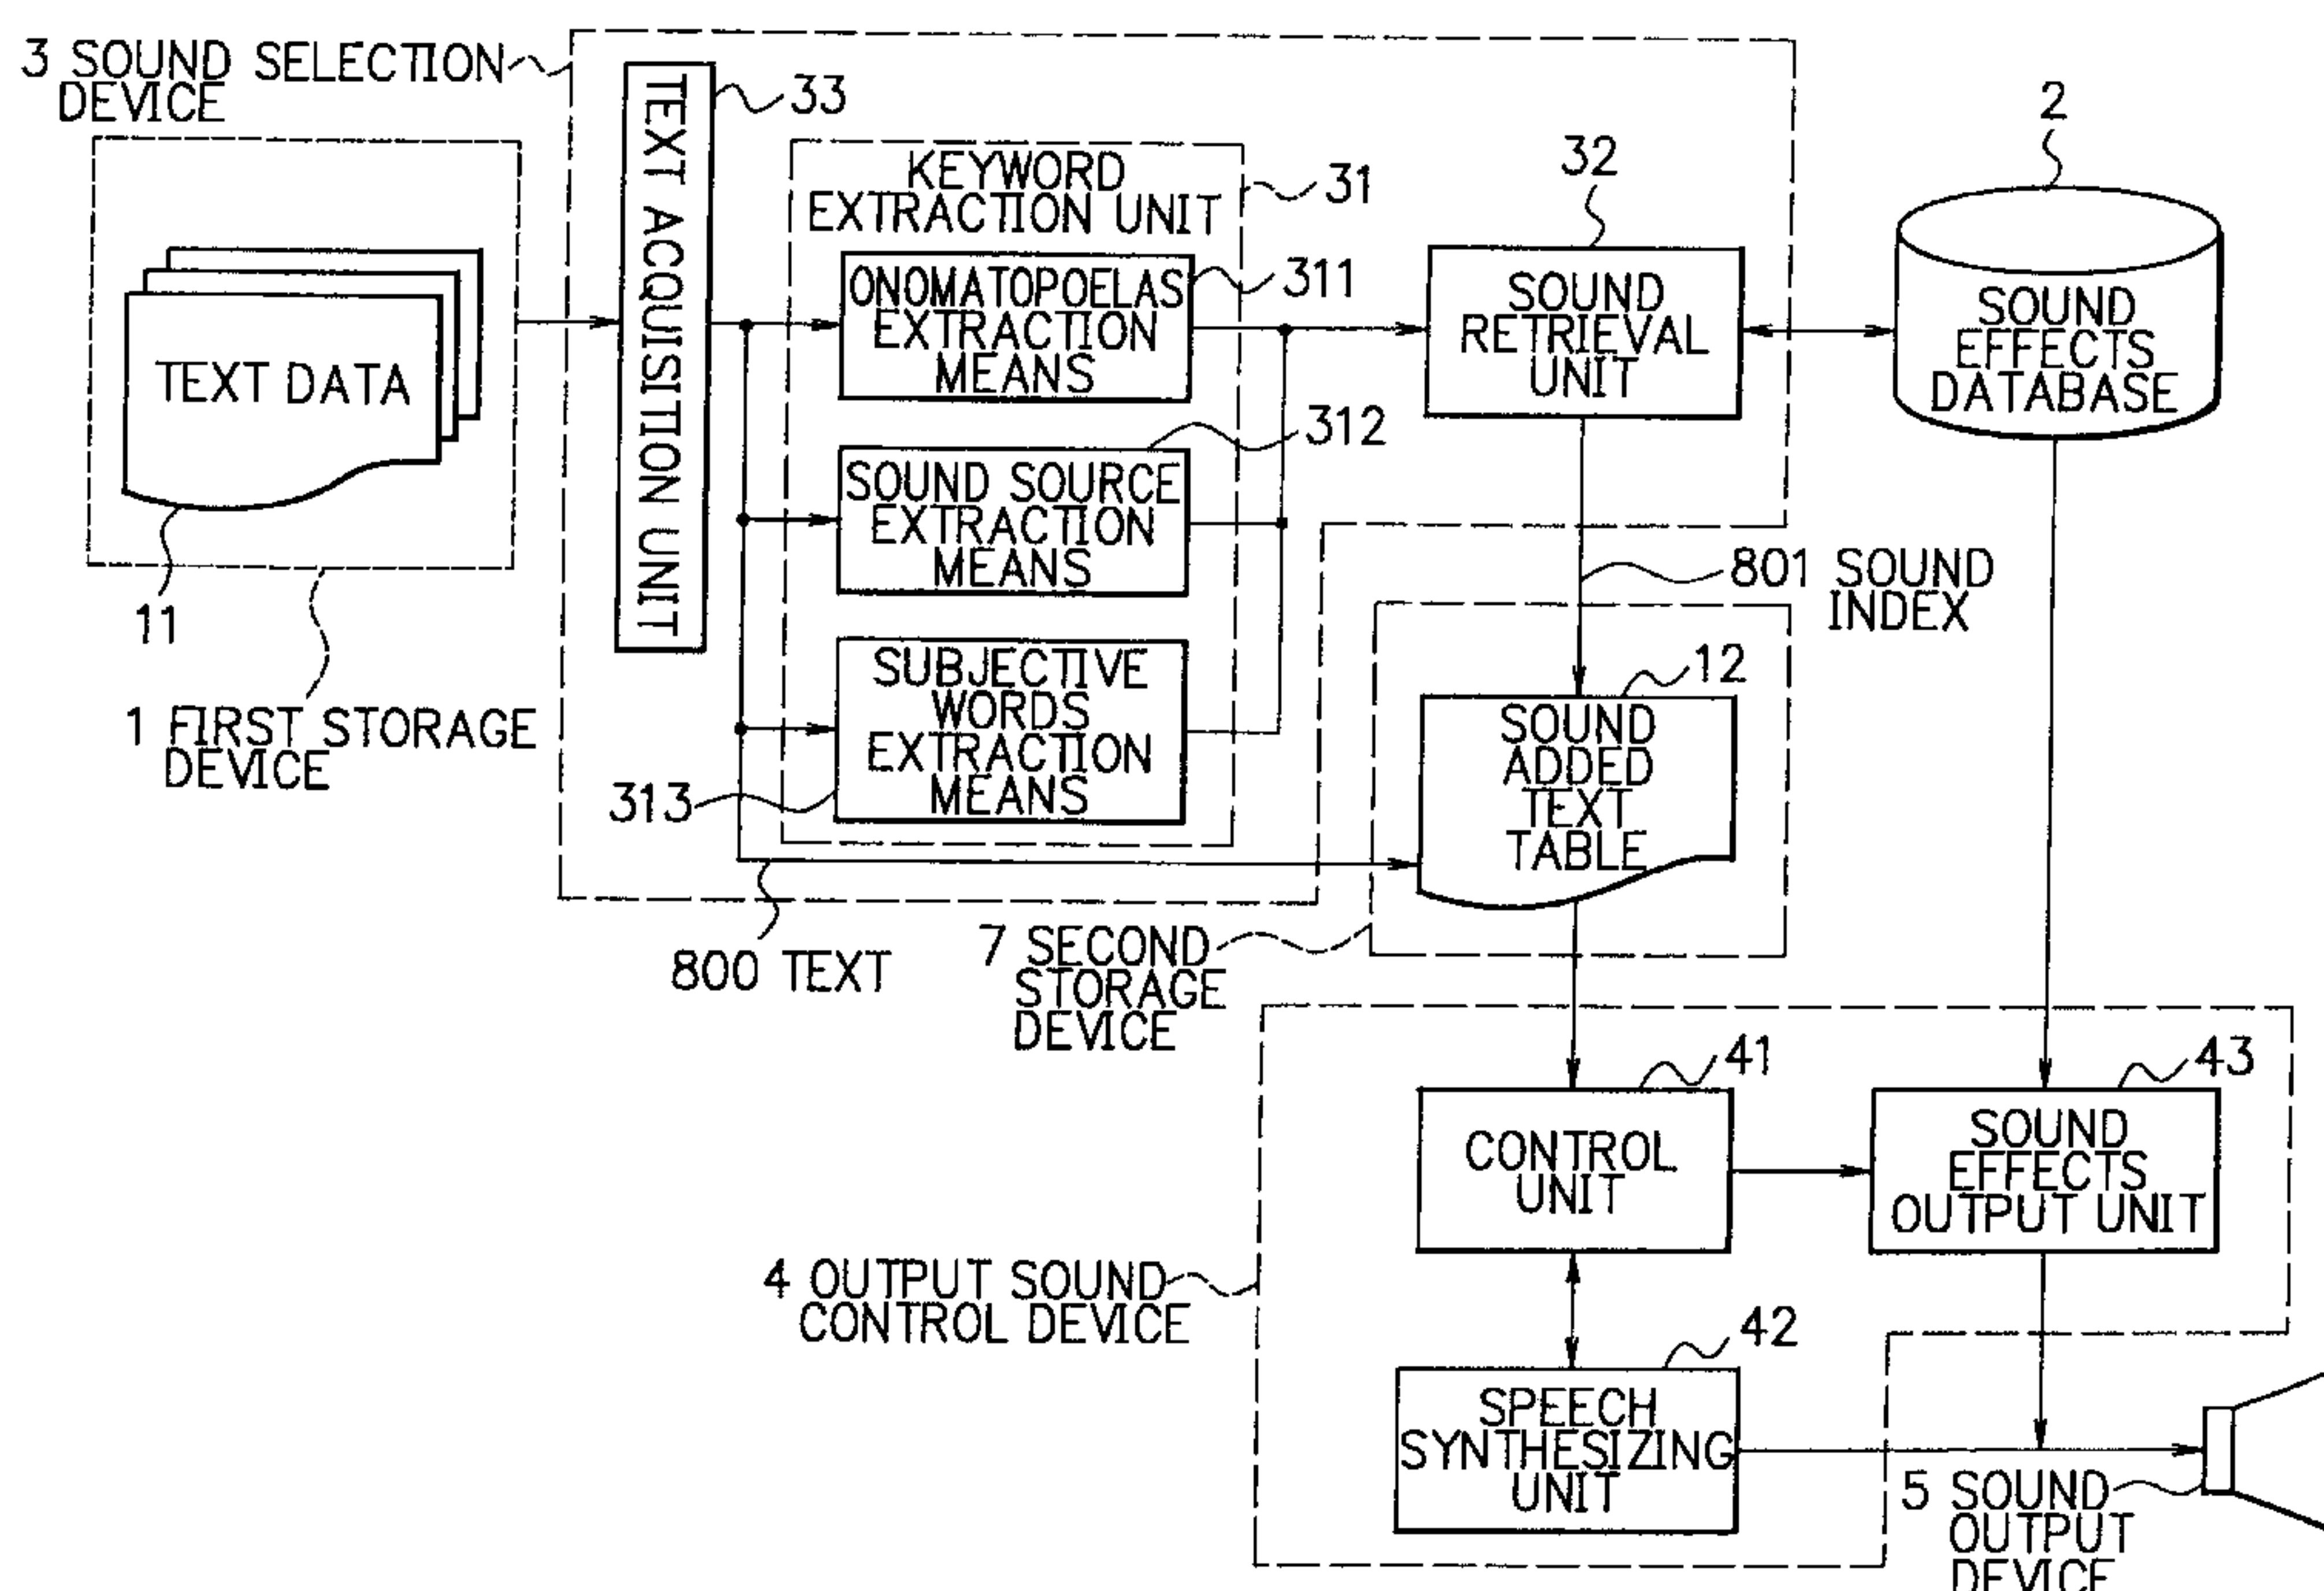 3 SOUND SELECTION
DEVICE
TEXT ACQUISITION UNIT
33
KEYWORD
EXTRACTION UNIT
31
32
2
TEXT DATA
11
1 FIRST STORAGE
DEVICE
ONOMATOPOELAS
EXTRACTION
MEANS
311
SOUND SOURCE
EXTRACTION
MEANS
312
SUBJECTIVE
WORDS
EXTRACTION
MEANS
313
SOUND
RETRIEVAL
UNIT
SOUND
EFFECTS
DATABASE
801 SOUND
INDEX
12
SOUND
ADDED
TEXT
TABLE
800 TEXT
7 SECOND
STORAGE
DEVICE
41
CONTROL
UNIT
43
SOUND
EFFECTS
OUTPUT UNIT
4 OUTPUT SOUND
CONTROL DEVICE
42
SPEECH
SYNTHESIZING
UNIT
5 SOUND
OUTPUT
DEVICE